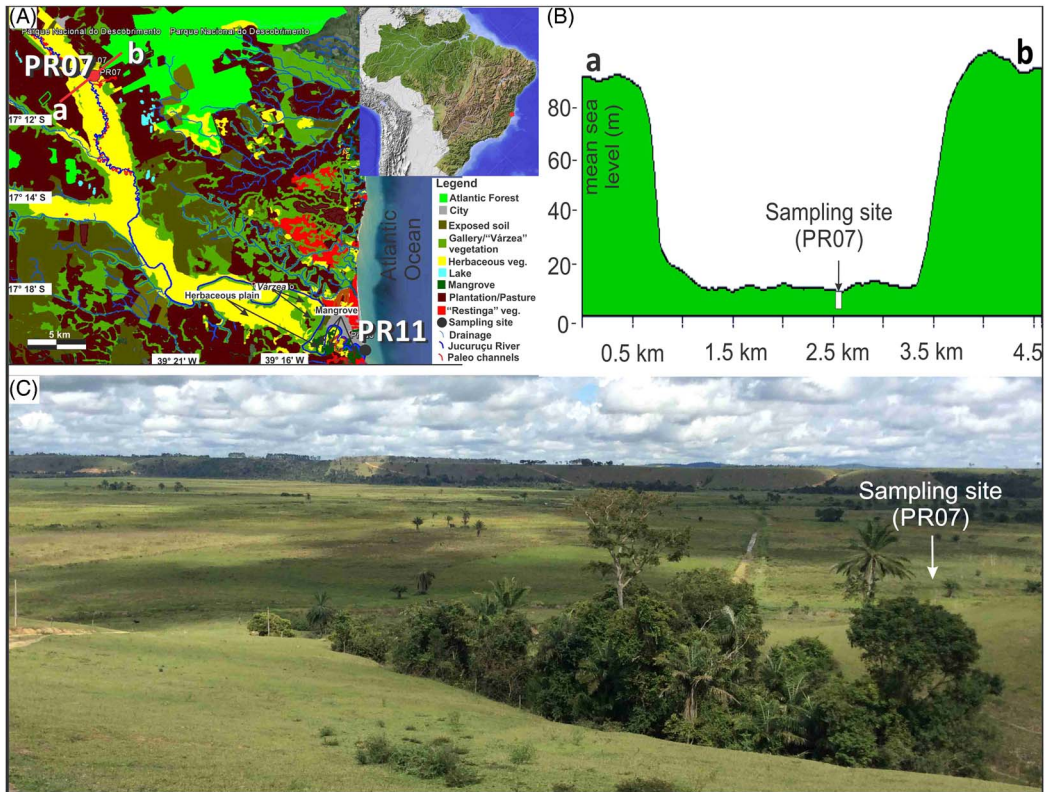 (A)
Parque Nacional do Descobrimento
Parque Nacional do Descobrimento
b
PR07
PR07
a
17° 12' S
17° 14' S
17° 18' S
Herbaceous plain
Várzea
Mangrove
PR11
5 km
39° 21' W
39° 16' W
Atlantic
Ocean
Legend
Atlantic Forest
City
Exposed soil
Gallery/"Várzea"
vegetation
Herbaceous veg.
Lake
Mangrove
Plantation/Pasture
"Restinga" veg.
Sampling site
Drainage
Jucuruçu River
Paleo channels
(B)
a
b
mean sea
level (m)
80
60
40
20
0
Sampling site
(PR07)
0.5 km
1.5 km
2.5 km
3.5 km
4.5
(C)
Sampling site
(PR07)